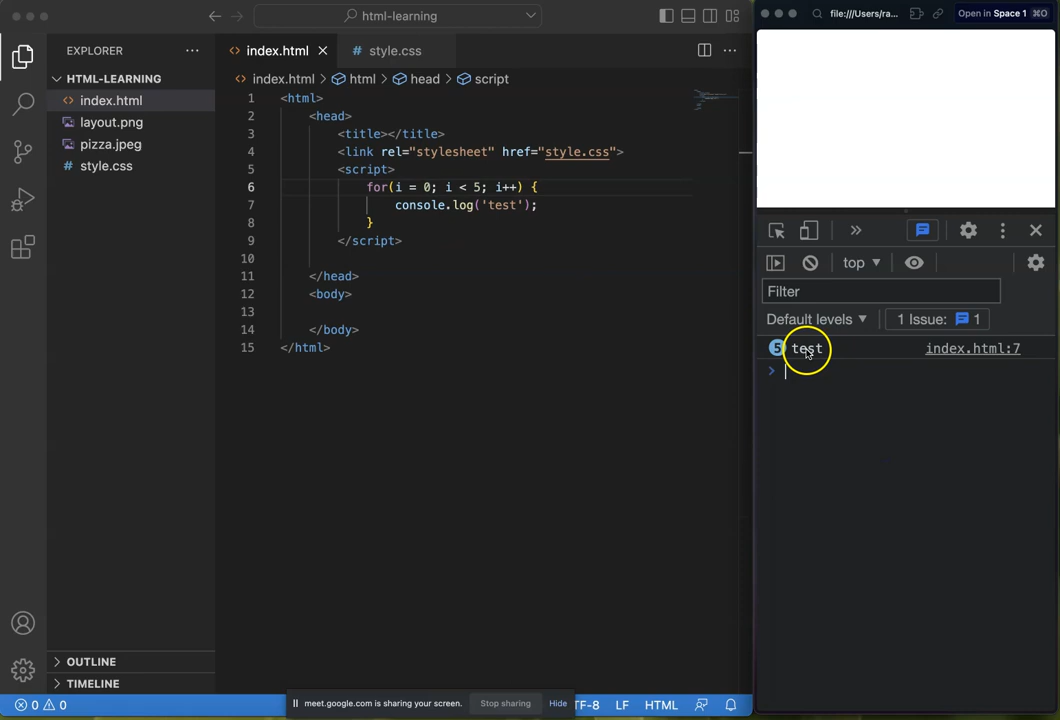 html-learning
EXPLORER
HTML-LEARNING
index.html
layout.png
pizza.jpeg
style.css
OUTLINE
TIMELINE
index.html
style.css
index.html > html > head > script
1 <html>
2 <head>
3 <title></title>
4 <link rel="stylesheet" href="style.css">
5 <script>
6 for(i = 0; i < 5; i++) {
7 console.log('test');
8 }
9 </script>
10
11 </head>
12 <body>
13
14 </body>
15 </html>
0 0
meet.google.com is sharing your screen.
Stop sharing
Hide
TF-8
LF
HTML
file:///Users/ra...
Open in Space 1 ⌘O
top
Filter
Default levels
1 Issue: 1
5 test
index.html:7